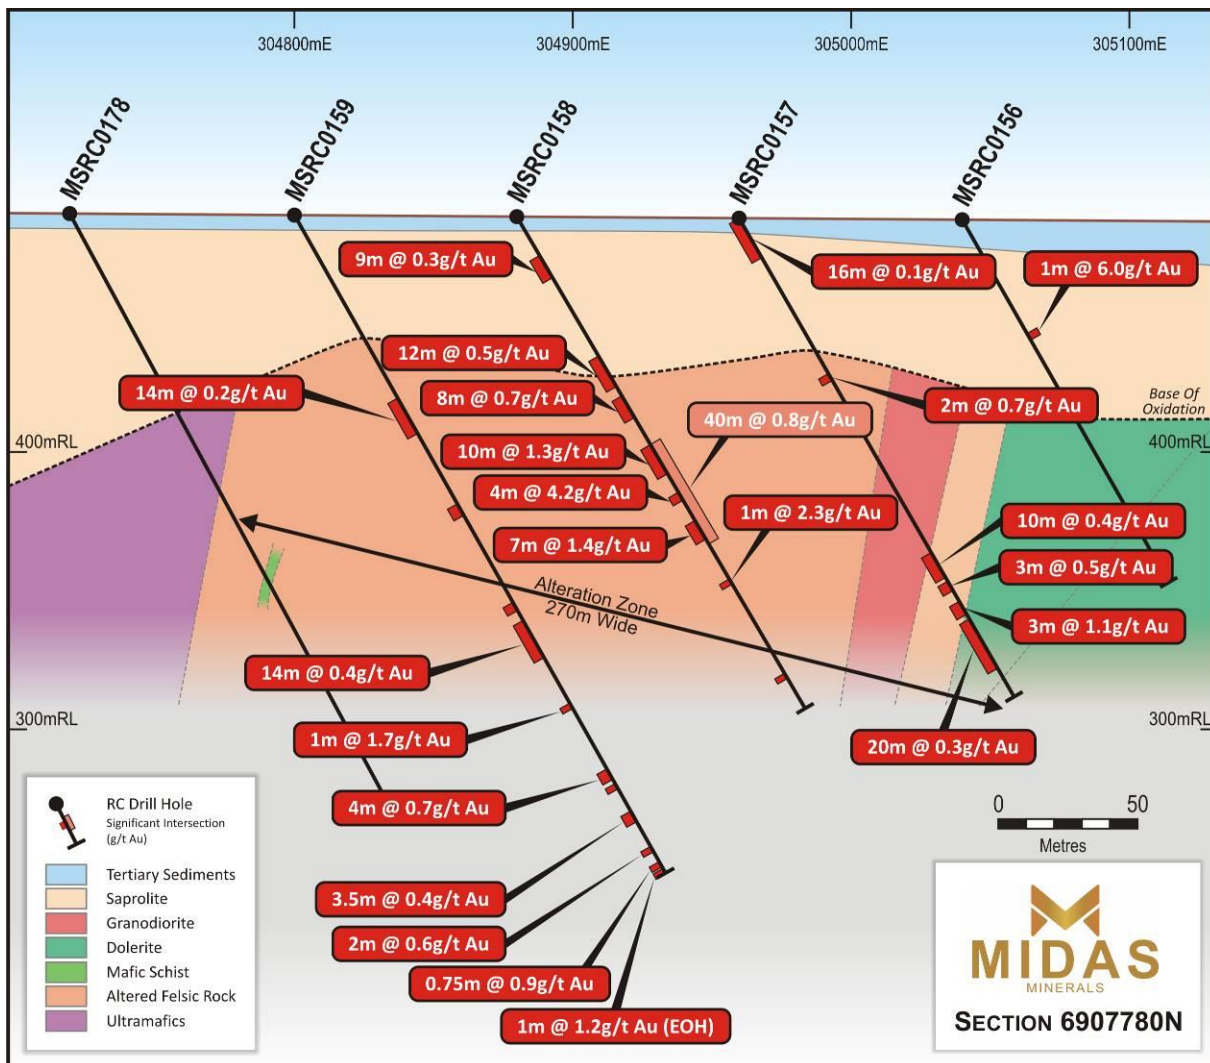 304800mE
304900mE
305000mE
305100mE
MSRC0178
MSRC0159
MSRC0158
MSRC0157
MSRC0156
9m @ 0.3g/t Au
16m @ 0.1g/t Au
1m @ 6.0g/t Au
12m @ 0.5g/t Au
14m @ 0.2g/t Au
8m @ 0.7g/t Au
2m @ 0.7g/t Au
Base Of
Oxidation
40m @ 0.8g/t Au
400mRL
400mRL
10m @ 1.3g/t Au
4m @ 4.2g/t Au
1m @ 2.3g/t Au
10m @ 0.4g/t Au
7m @ 1.4g/t Au
3m @ 0.5g/t Au
Alteration Zone
270m Wide
3m @ 1.1g/t Au
14m @ 0.4g/t Au
300mRL
300mRL
1m @ 1.7g/t Au
20m @ 0.3g/t Au
4m @ 0.7g/t Au
3.5m @ 0.4g/t Au
2m @ 0.6g/t Au
0.75m @ 0.9g/t Au
1m @ 1.2g/t Au (EOH)
RC Drill Hole
Significant Intersection
(g/t Au)
Tertiary Sediments
Saprolite
Granodiorite
Dolerite
Mafic Schist
Altered Felsic Rock
Ultramafics
0
50
Metres
MIDAS
MINERALS
SECTION 6907780N